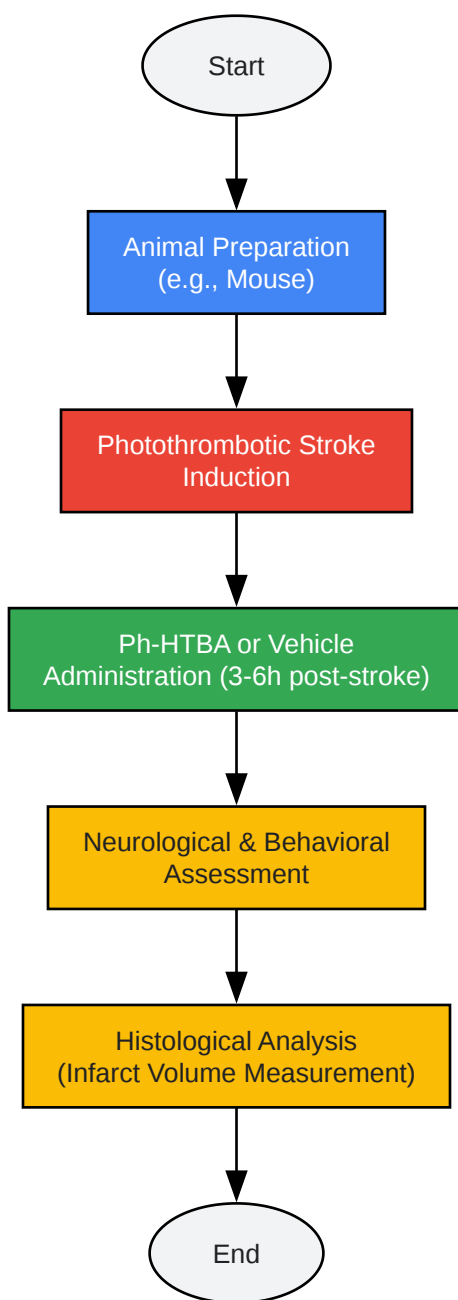 Start
Animal Preparation
(e.g., Mouse)
Photothrombotic Stroke
Induction
Ph-HTBA or Vehicle
Administration (3-6h post-stroke)
Neurological & Behavioral
Assessment
Histological Analysis
(Infarct Volume Measurement)
End